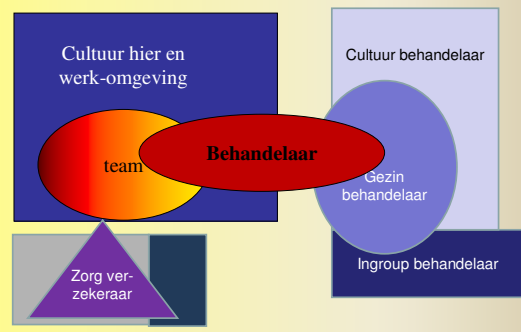 Cultuur hier en
werk-omgeving
Cultuur behandelaar
team
Behandelaar
Gezin
behandelaar
Zorg ver-
zekeraar
Ingroup behandelaar